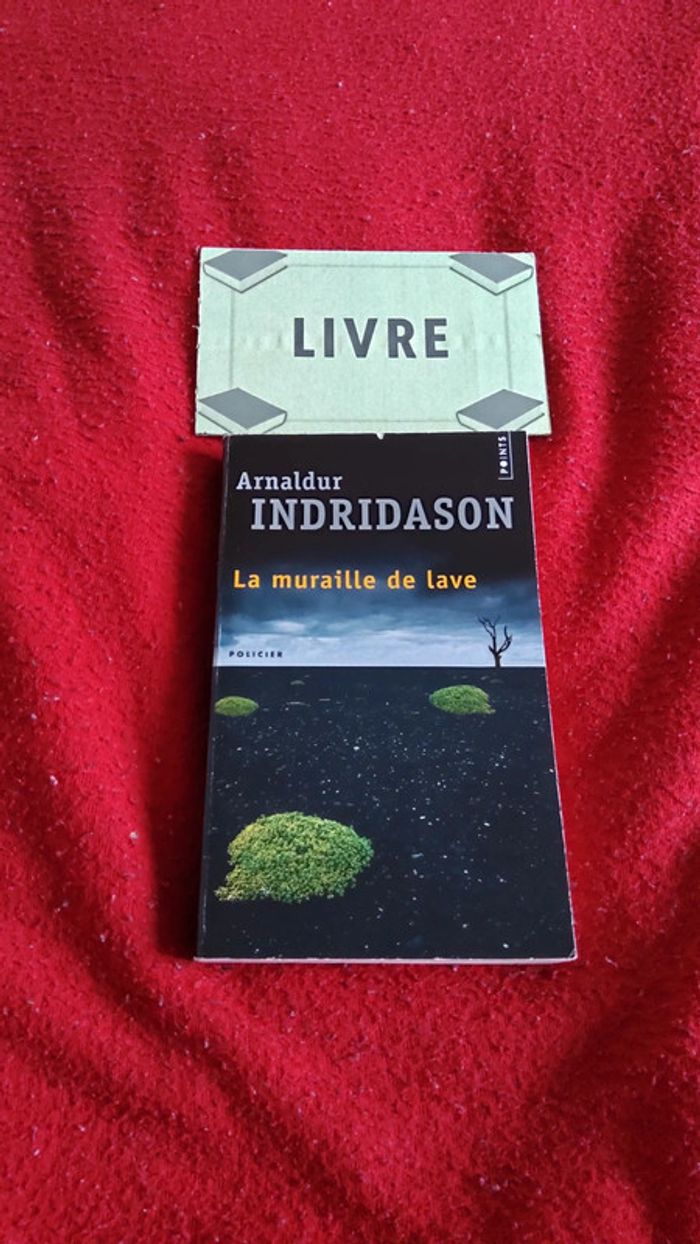 LIVRE
POINTS
Arnaldur
INDRIDASON
La muraille de lave
POLICIER